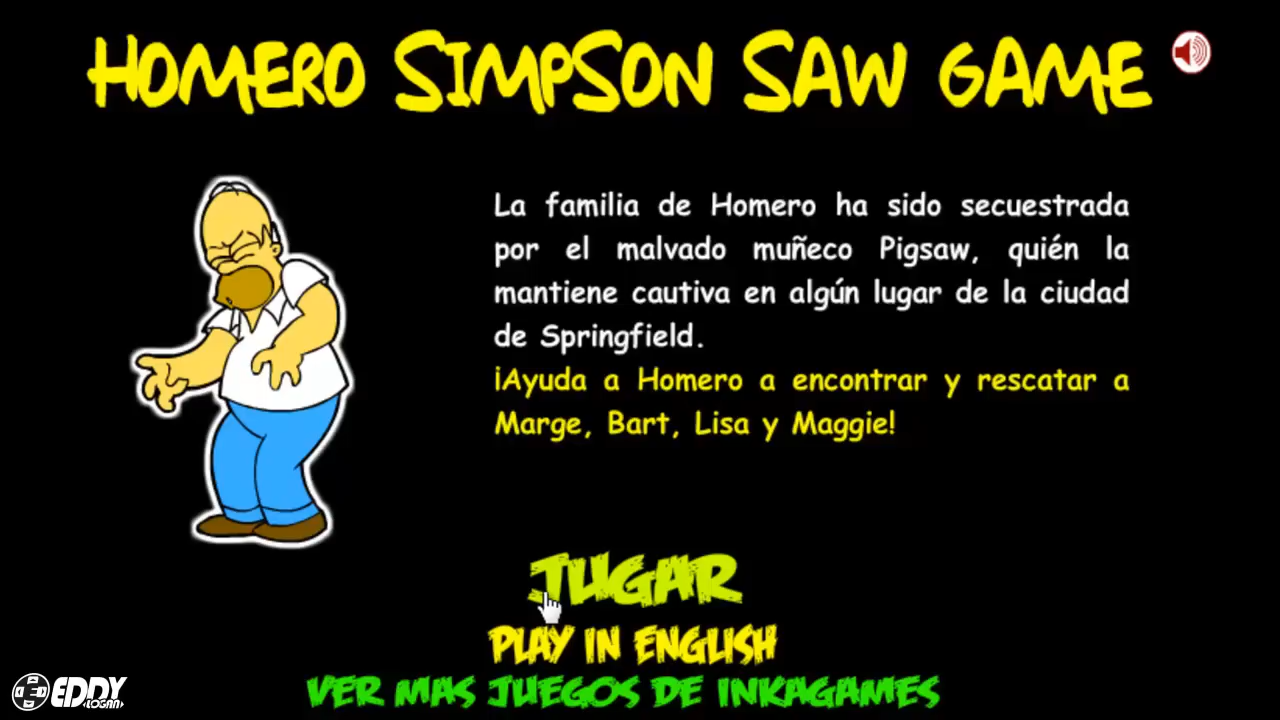 HOMERO SIMPSON SAW GAME
La familia de Homero ha sido secuestrada
por el malvado muñeco Pigsaw, quién la
mantiene cautiva en algún lugar de la ciudad
de Springfield.
¡Ayuda a Homero a encontrar y rescatar a
Marge, Bart, Lisa y Maggie!
JUGAR
PLAY IN ENGLISH
VER MAS JUEGOS DE INKAGAMES
EDDY
LOGAN